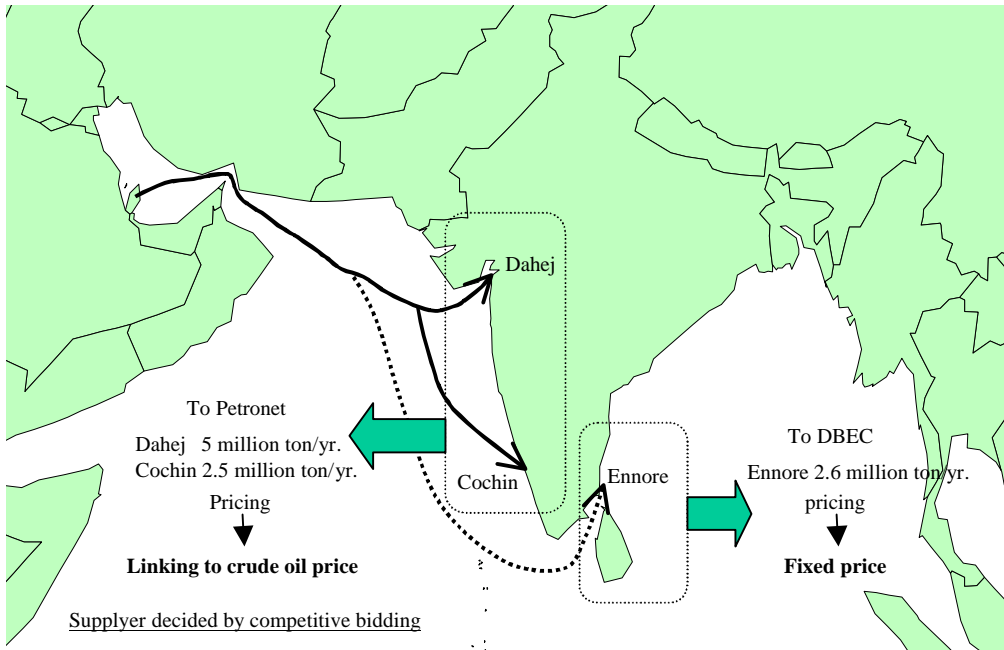 Dahej
To Petronet
Dahej 5 million ton/yr.
Cochin 2.5 million ton/yr.
Pricing
Linking to crude oil price
Supplyer decided by competitive bidding
Cochin
Ennore
To DBEC
Ennore 2.6 million ton/yr.
pricing
Fixed price